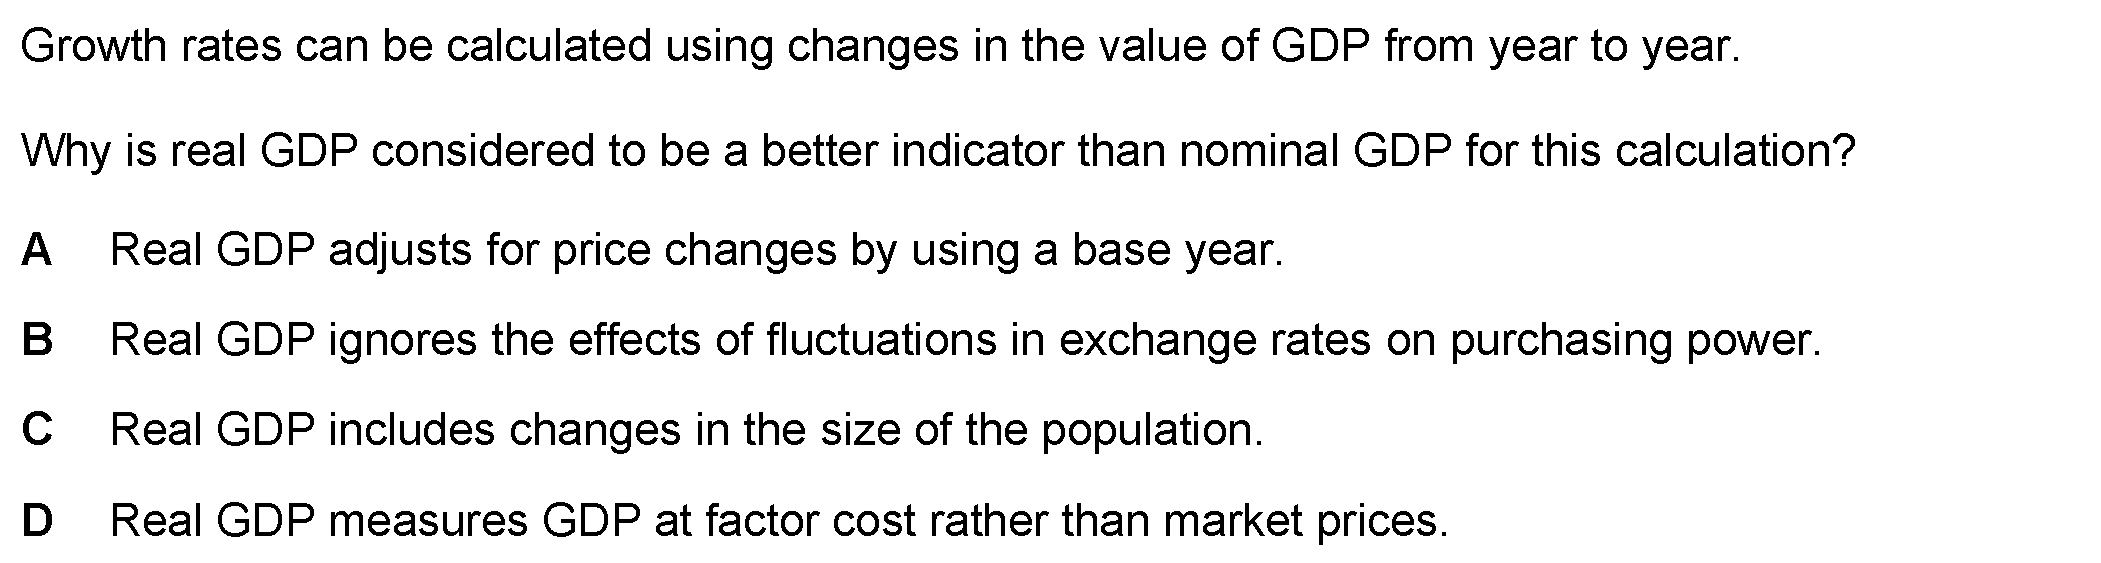 Growth rates can be calculated using changes in the value of GDP from year to year.
Why is real GDP considered to be a better indicator than nominal GDP for this calculation?
A Real GDP adjusts for price changes by using a base year.
B Real GDP ignores the effects of fluctuations in exchange rates on purchasing power.
C Real GDP includes changes in the size of the population.
D Real GDP measures GDP at factor cost rather than market prices.